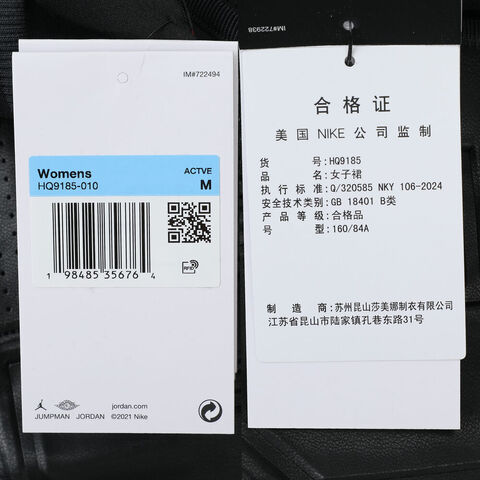 IM#722494
Womens
ACTVE
HQ9185-010
M
1 98485 35676 4
RFID
JUMPMAN JORDAN
jordan.com
©2021 Nike
IM#722938
合格证
美国 NIKE 公司监制
货 号:HQ9185
品 名:女子裙
执行标准:Q/320585 NKY 106-2024
安全技术类别:GB 18401 B类
产品等级:合格品
号 型:160/84A
制造商:苏州昆山莎美娜制衣有限公司
江苏省昆山市陆家镇孔巷东路31号